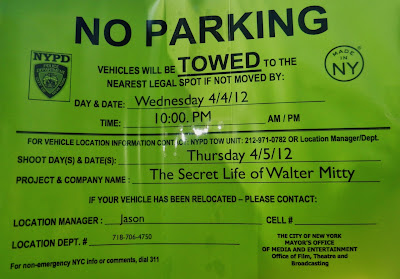 NO PARKING
NYPD
VEHICLES WILL BE TOWED TO THE
NEAREST LEGAL SPOT IF NOT MOVED BY:
MADE IN NY
DAY & DATE: Wednesday 4/4/12
TIME: 10:00. PM AM / PM
FOR VEHICLE LOCATION INFORMATION CONTACT: NYPD TOW UNIT: 212-971-0782 OR Location Manager/Dept.
SHOOT DAY(S) & DATE(S): Thursday 4/5/12
PROJECT & COMPANY NAME: The Secret Life of Walter Mitty
IF YOUR VEHICLE HAS BEEN RELOCATED – PLEASE CONTACT:
LOCATION MANAGER: Jason CELL #
LOCATION DEPT. # 718-706-4750
THE CITY OF NEW YORK
MAYOR'S OFFICE
OF MEDIA AND ENTERTAINMENT
Office of Film, Theatre and
Broadcasting
For non-emergency NYC info or comments, dial 311